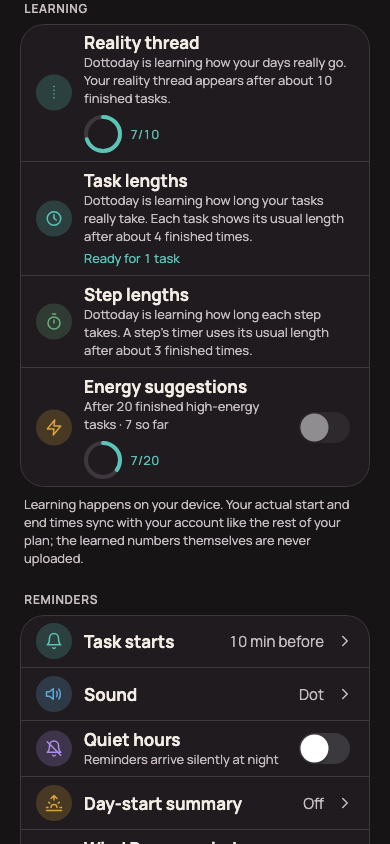 LEARNING
Reality thread
Dottoday is learning how your days really go.
Your reality thread appears after about 10
finished tasks.
7/10
Task lengths
Dottoday is learning how long your tasks
really take. Each task shows its usual length
after about 4 finished times.
Ready for 1 task
Step lengths
Dottoday is learning how long each step
takes. A step's timer uses its usual length
after about 3 finished times.
Energy suggestions
After 20 finished high-energy
tasks · 7 so far
7/20
Learning happens on your device. Your actual start and
end times sync with your account like the rest of your
plan; the learned numbers themselves are never
uploaded.
REMINDERS
Task starts 10 min before
Sound Dot
Quiet hours
Reminders arrive silently at night
Day-start summary Off